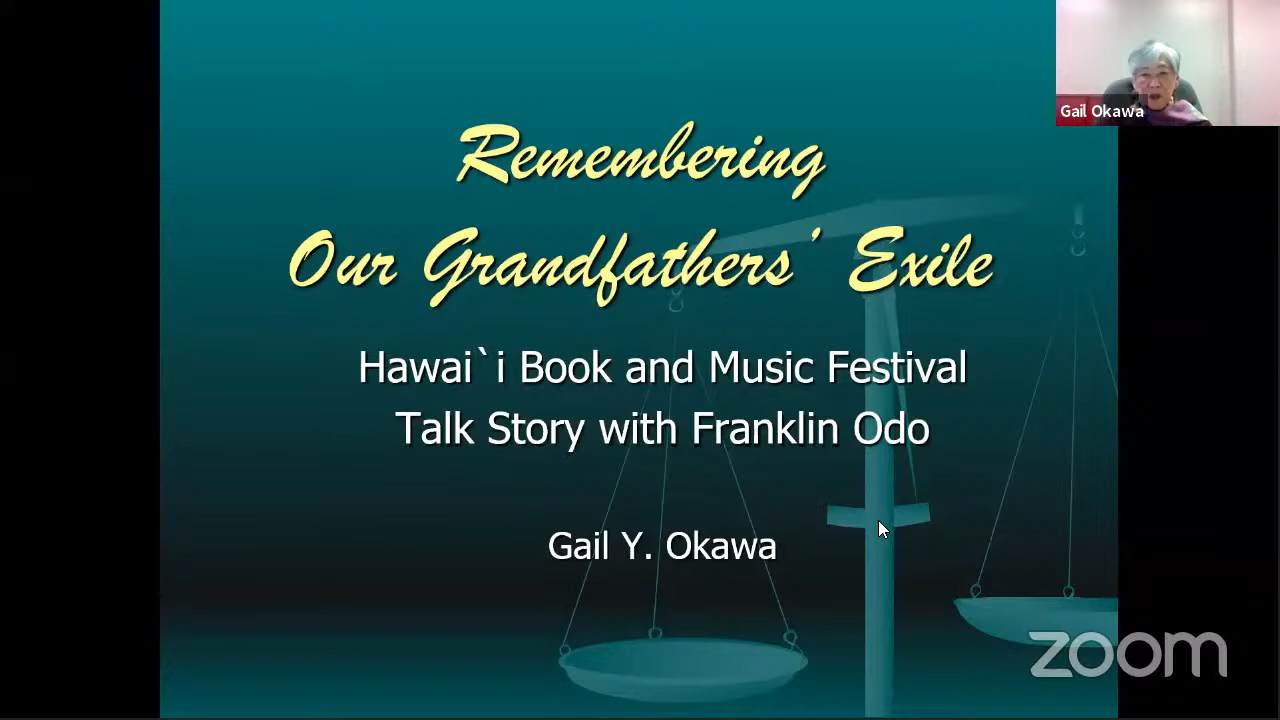 Gail Okawa
Remembering
Our Grandfathers’ Exile
Hawai`i Book and Music Festival
Talk Story with Franklin Odo
Gail Y. Okawa
zoom